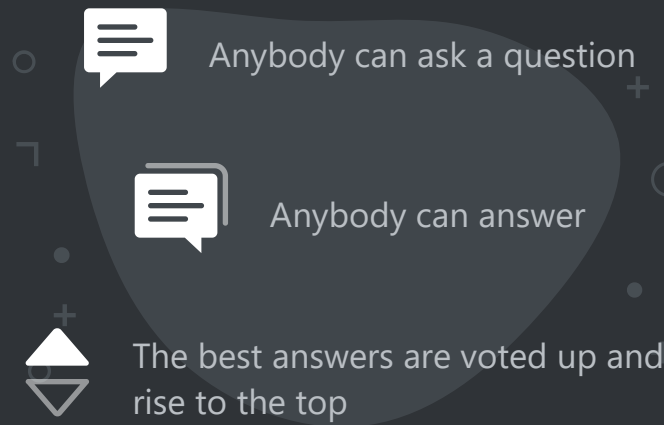 Anybody can ask a question
Anybody can answer
The best answers are voted up and
rise to the top